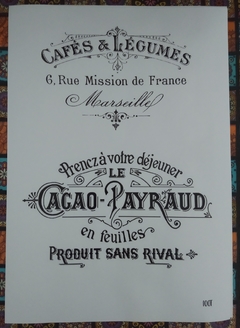 CAFÉS & LÉGUMES
6, Rue Mission de France
Marseille
Prenez à votre déjeuner
LE
CACAO-PAYRAUD
en feuilles
PRODUIT SANS RIVAL